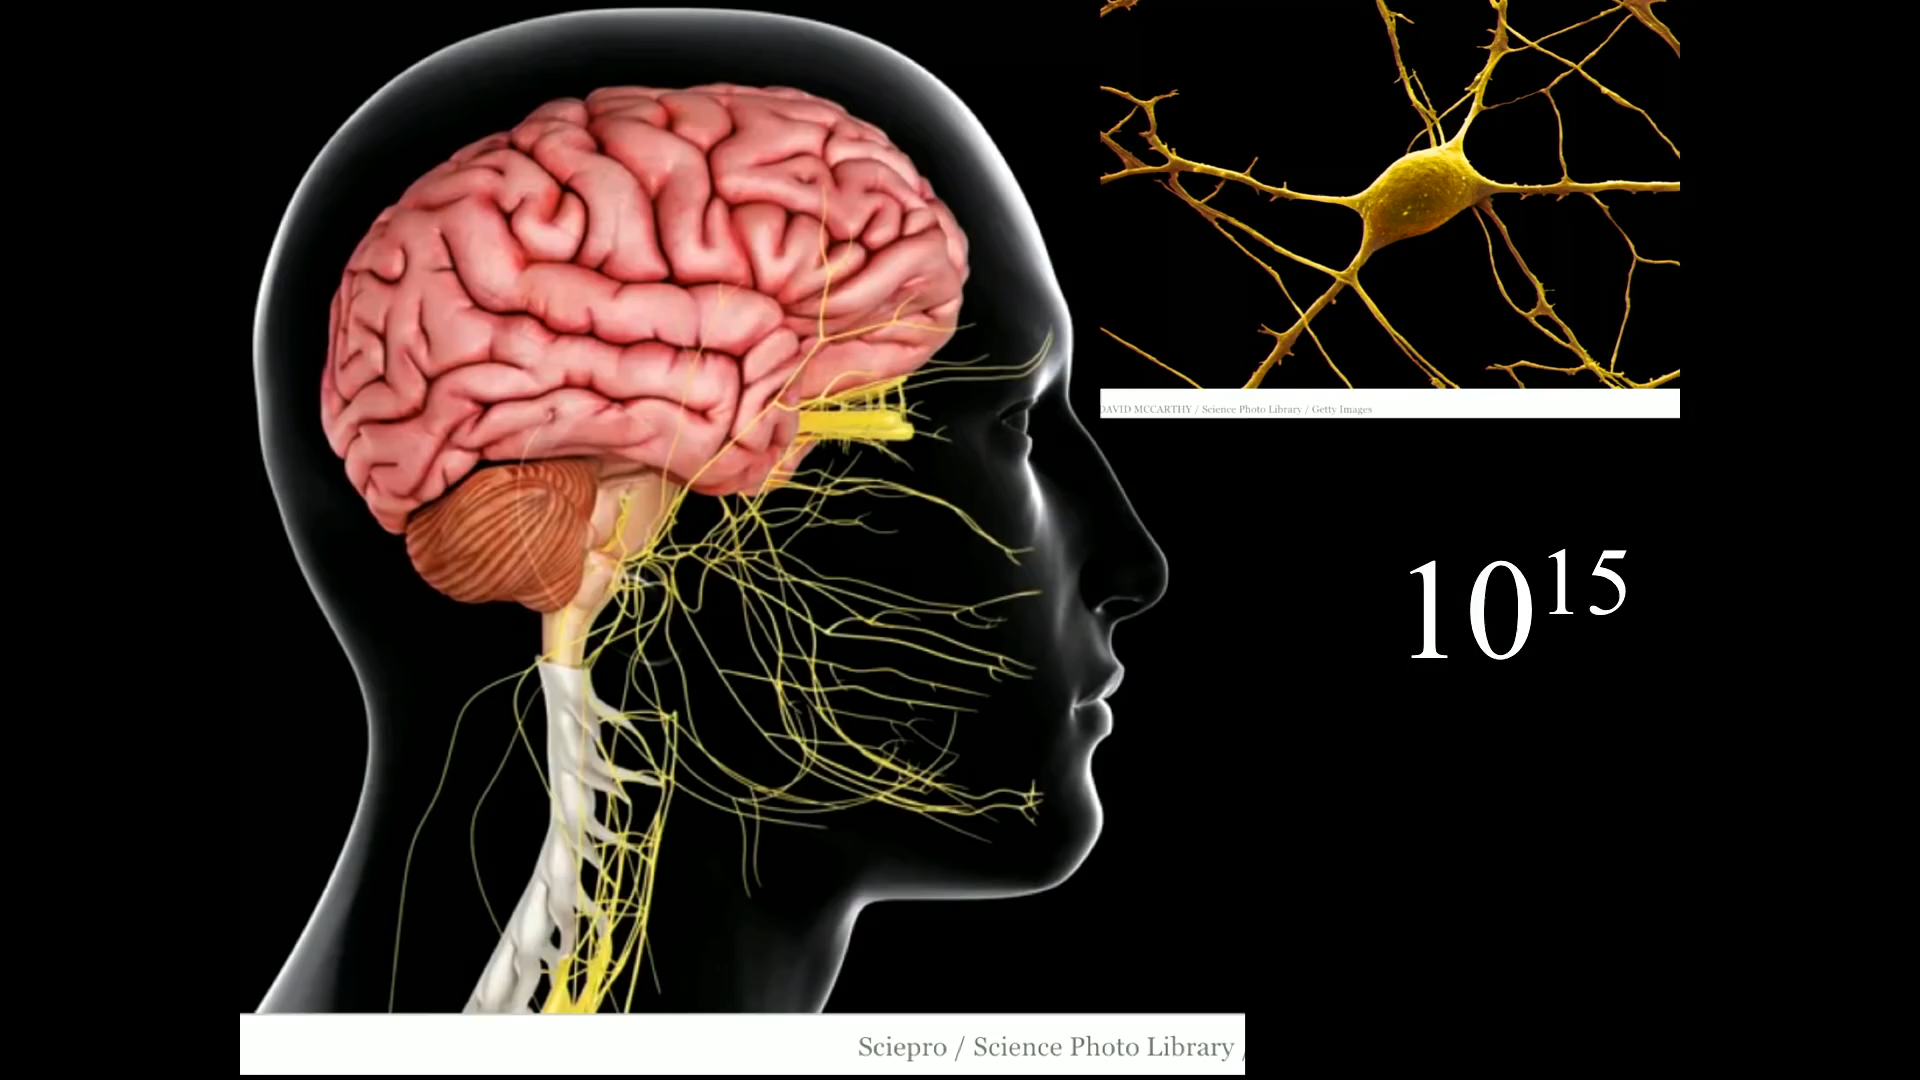 DAVID MCCARTHY / Science Photo Library / Getty Images
10¹⁵
Sciepro / Science Photo Library /